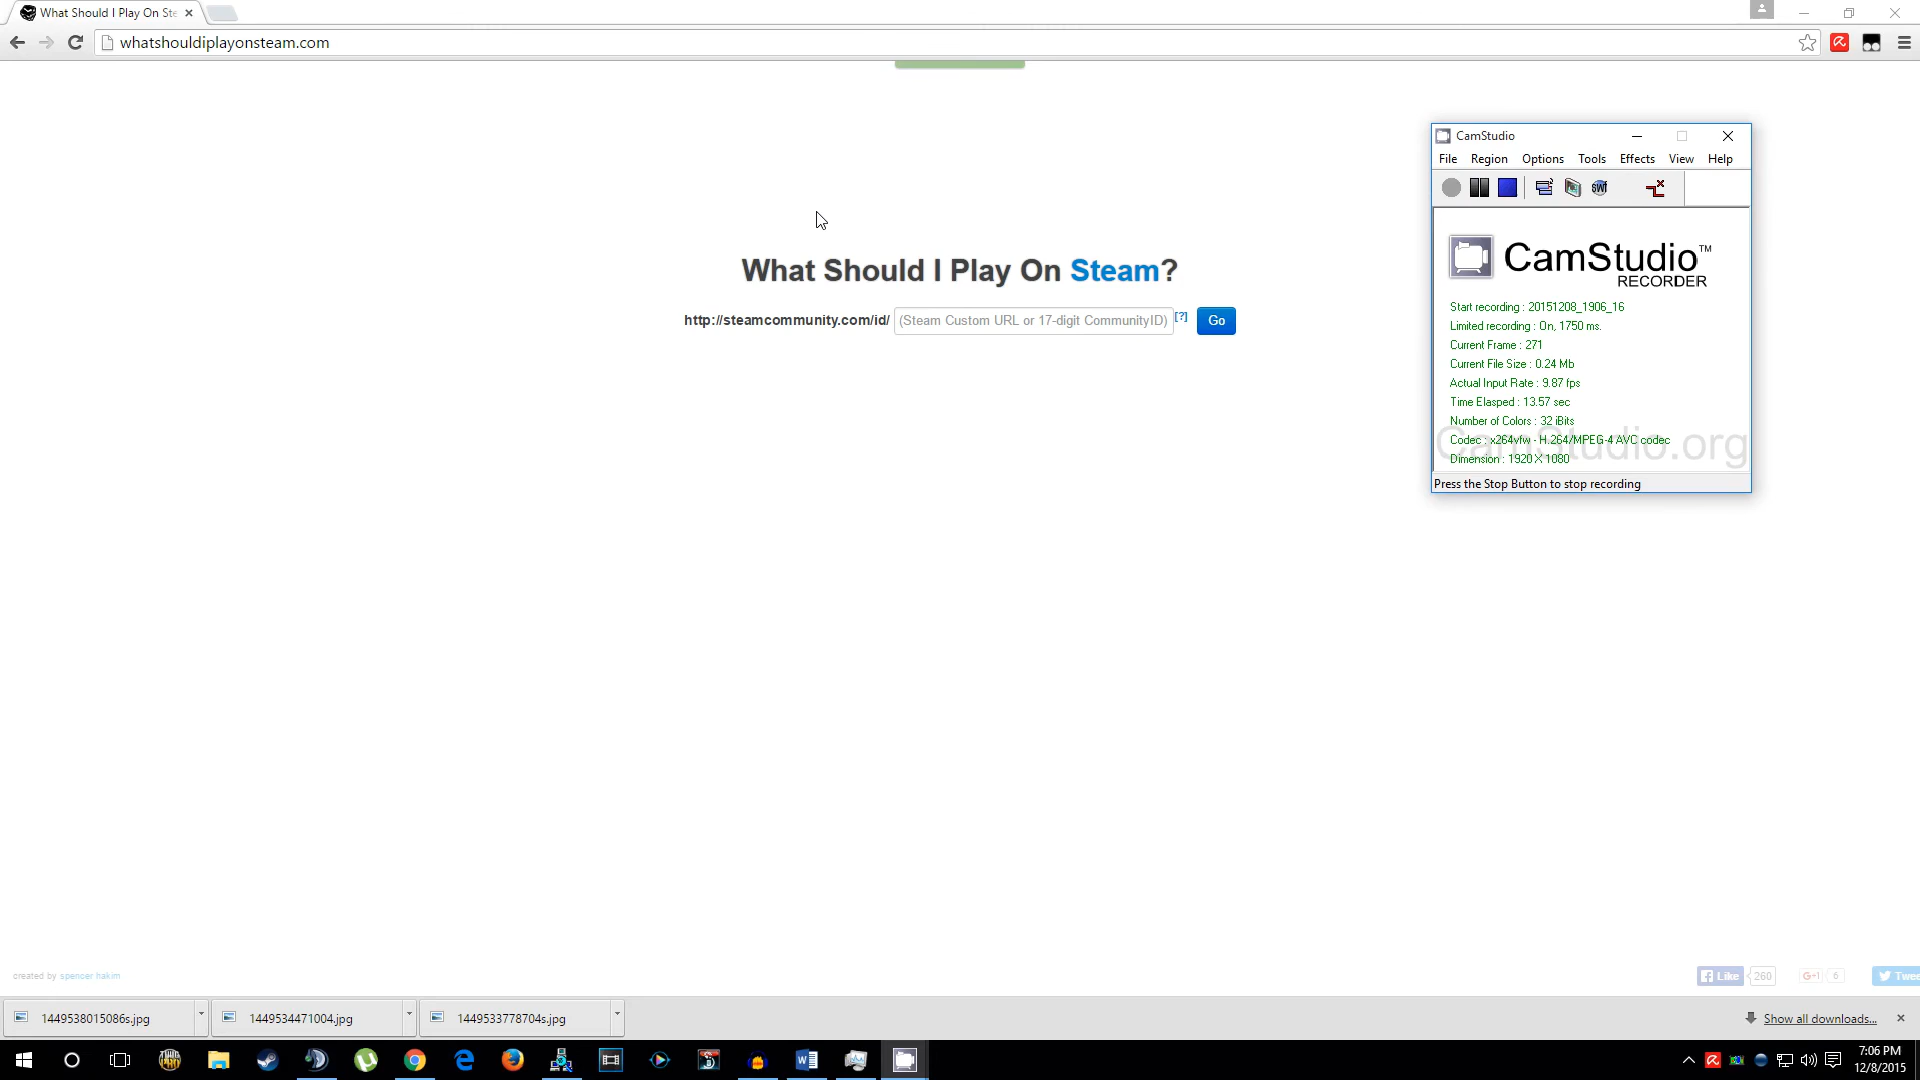 What Should I Play On Ste
whatshouldiplayonsteam.com
CamStudio
File Region Options Tools Effects View Help
CamStudio™
RECORDER
Start recording : 20151208_1906_16
Limited recording : On, 1750 ms.
Current Frame : 271
Current File Size : 0.24 Mb
Actual Input Rate : 9.87 fps
Time Elasped : 13.57 sec
Number of Colors : 32 iBits
Codec : x264vfw - H.264/MPEG-4 AVC codec
CamStudio.org
Dimension : 1920 X 1080
Press the Stop Button to stop recording
What Should I Play On Steam?
http://steamcommunity.com/id/ (Steam Custom URL or 17-digit CommunityID) [?] Go
created by spencer hakim
Like 260 G+1 6 Twee
1449538015086s.jpg 1449534471004.jpg 1449533778704s.jpg Show all downloads...
7:06 PM
12/8/2015